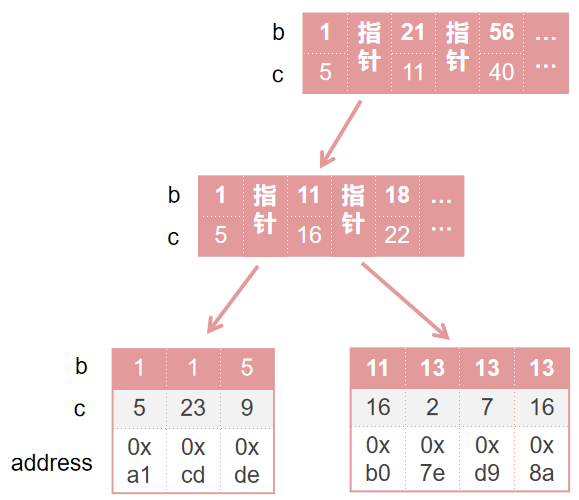 b 1 指针 21 指针 56 ...
c 5 11 40 ...
b 1 指针 11 指针 18 ...
c 5 16 22 ...
b 1 1 5 11 13 13 13
c 5 23 9 16 2 7 16
address 0x 0x 0x 0x 0x 0x 0x
a1 cd de b0 7e d9 8a